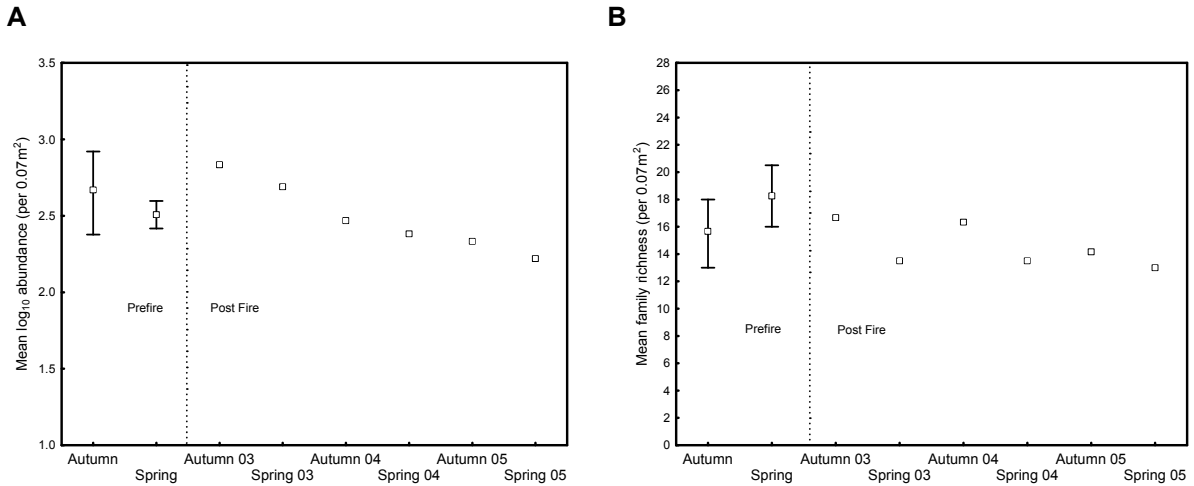 A
Mean log₁₀ abundance (per 0.07m²)
3.5
3.0
2.5
2.0
1.5
1.0
Prefire
Post Fire
Autumn
Spring
Autumn 03
Spring 03
Autumn 04
Spring 04
Autumn 05
Spring 05
B
Mean family richness (per 0.07m²)
28
26
24
22
20
18
16
14
12
10
8
6
4
2
0
Prefire
Post Fire
Autumn
Spring
Autumn 03
Spring 03
Autumn 04
Spring 04
Autumn 05
Spring 05